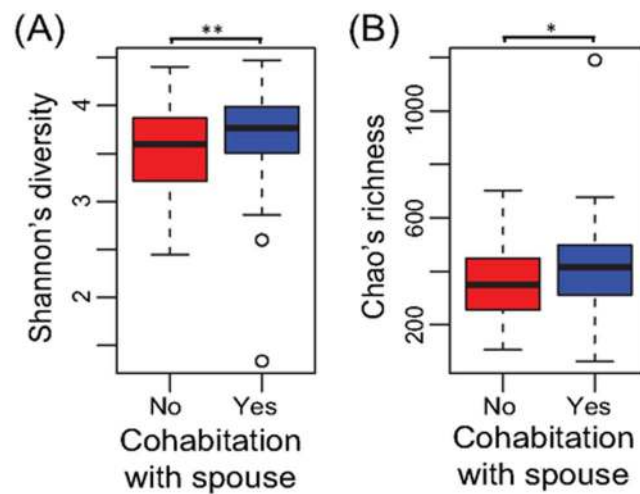 (A)
**
Shannon's diversity
4
3
2
No Yes
Cohabitation
with spouse
(B)
*
Chao's richness
1000
600
200
No Yes
Cohabitation
with spouse